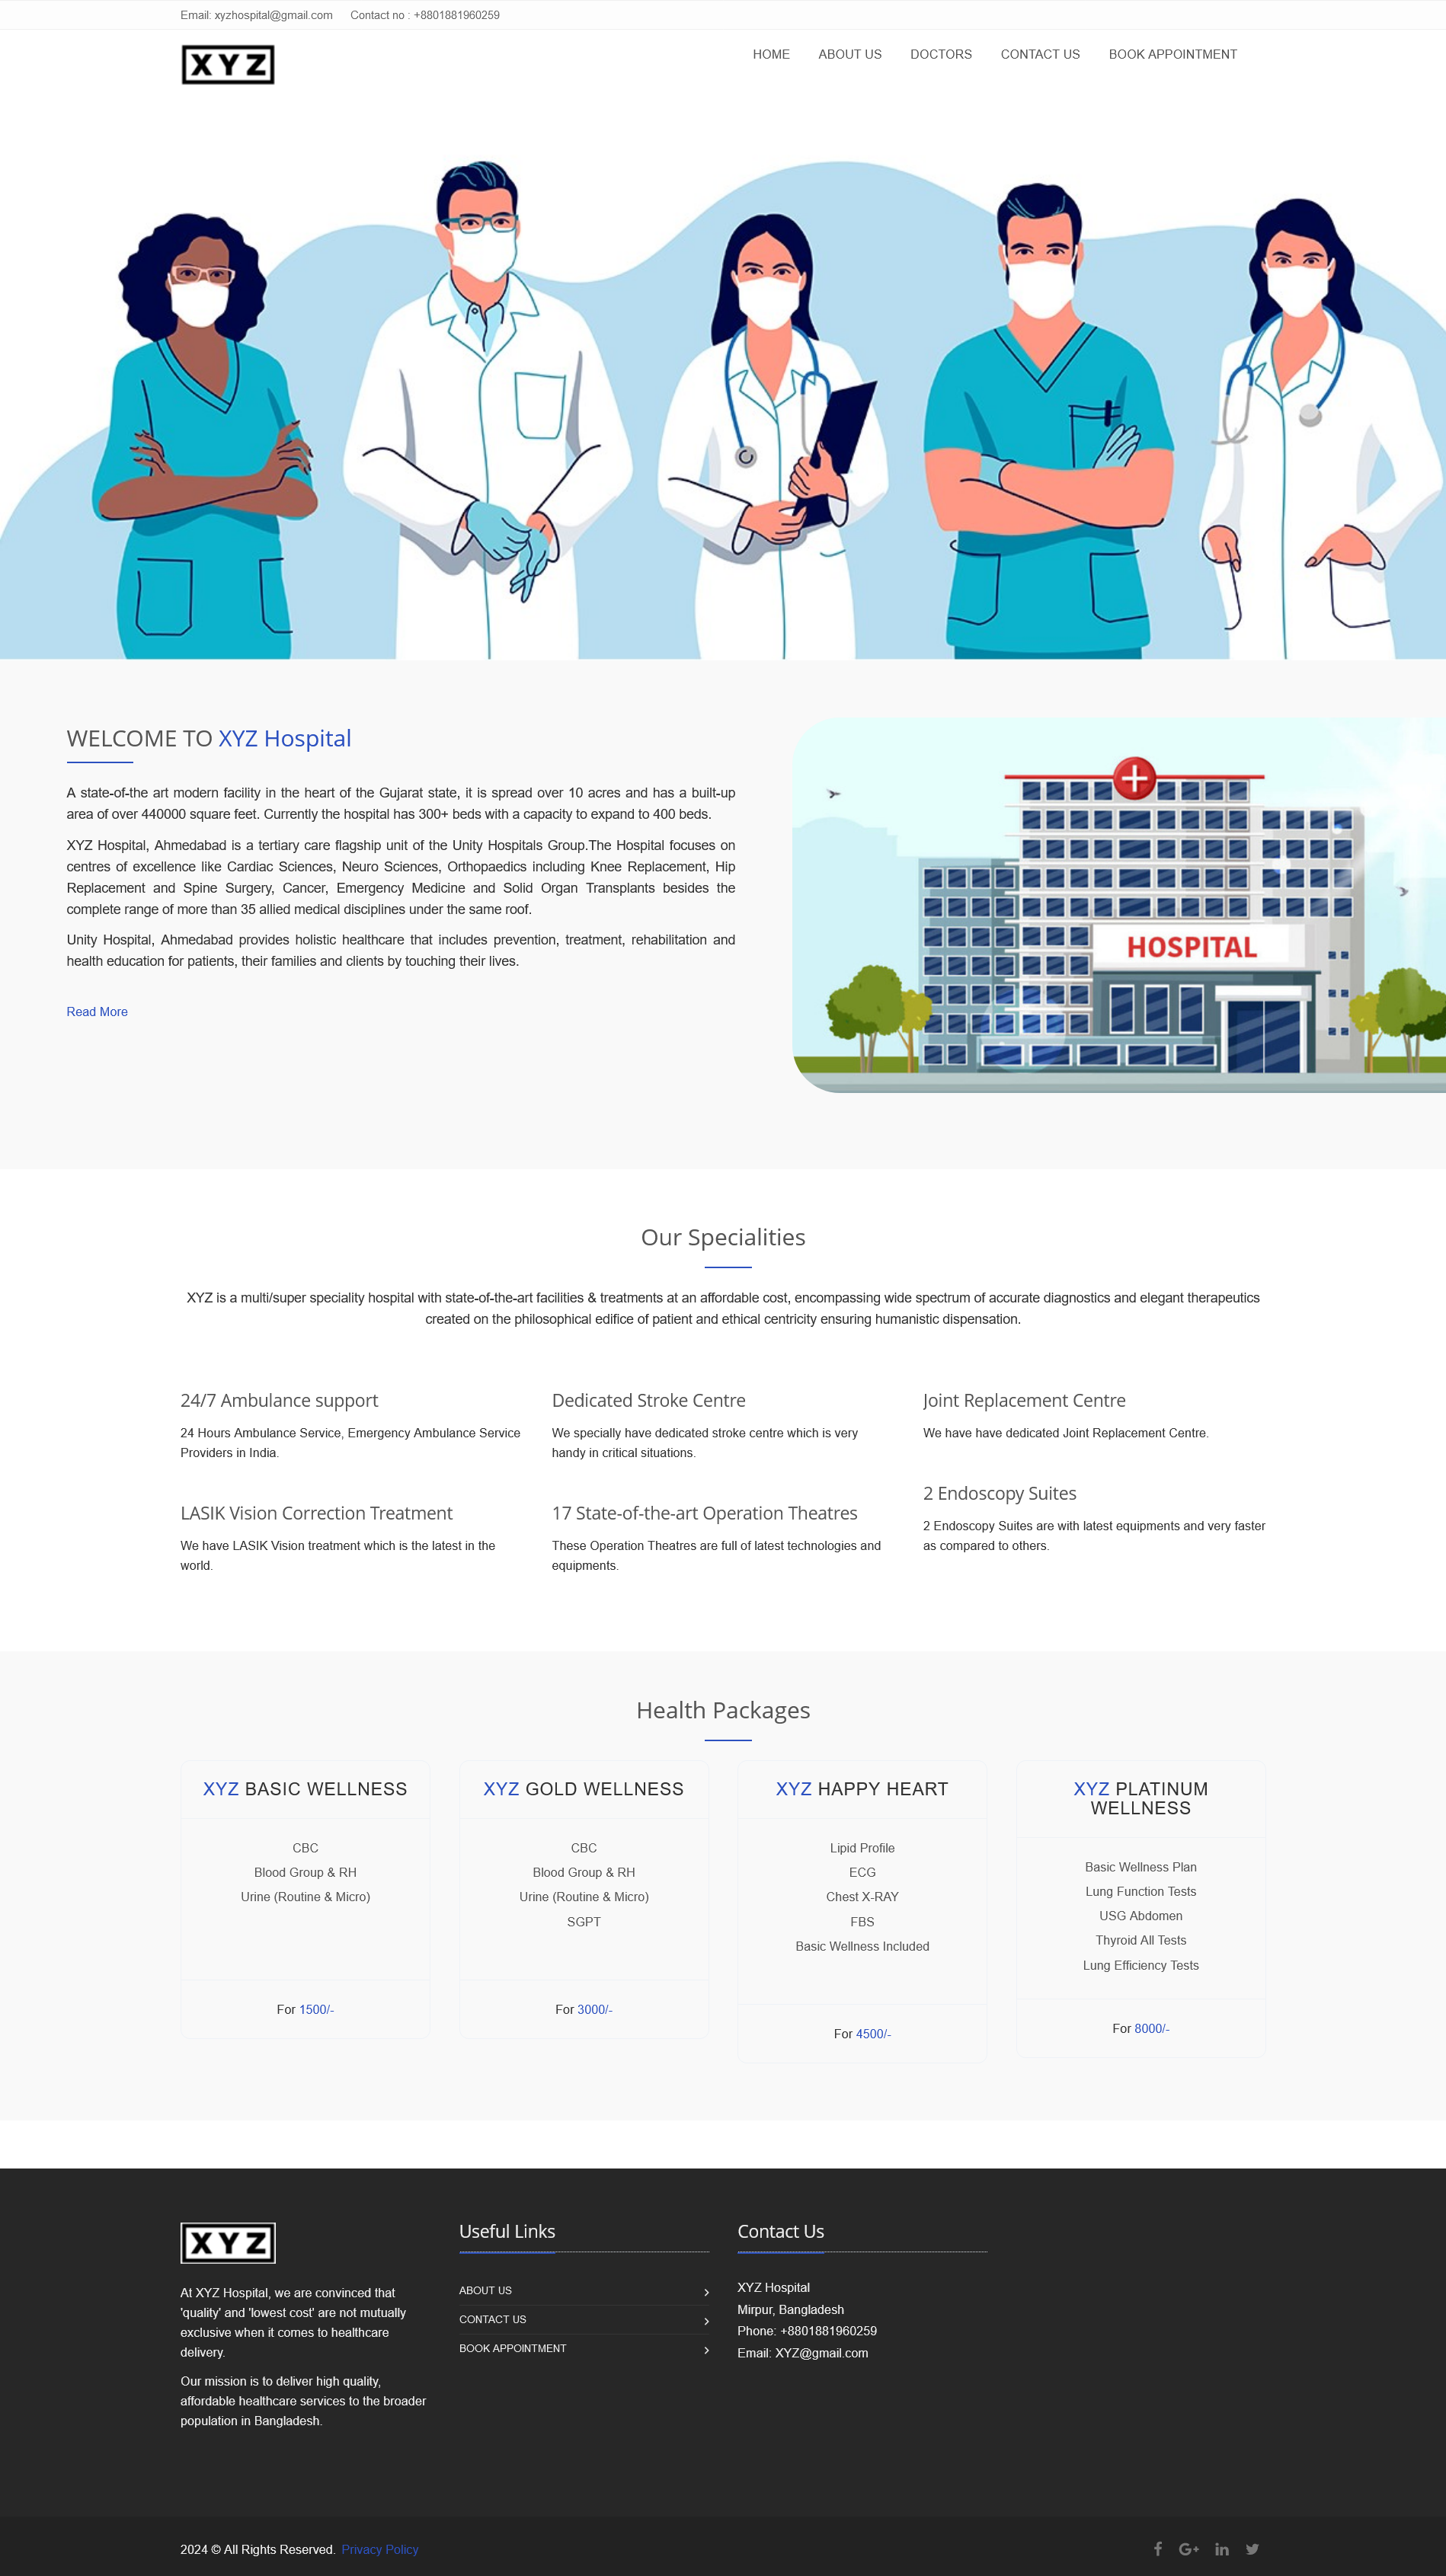 Email: xyzhospital@gmail.com Contact no : +8801881960259
XYZ
HOME ABOUT US DOCTORS CONTACT US BOOK APPOINTMENT
WELCOME TO XYZ Hospital
A state-of-the art modern facility in the heart of the Gujarat state, it is spread over 10 acres and has a built-up
area of over 440000 square feet. Currently the hospital has 300+ beds with a capacity to expand to 400 beds.
XYZ Hospital, Ahmedabad is a tertiary care flagship unit of the Unity Hospitals Group.The Hospital focuses on
centres of excellence like Cardiac Sciences, Neuro Sciences, Orthopaedics including Knee Replacement, Hip
Replacement and Spine Surgery, Cancer, Emergency Medicine and Solid Organ Transplants besides the
complete range of more than 35 allied medical disciplines under the same roof.
Unity Hospital, Ahmedabad provides holistic healthcare that includes prevention, treatment, rehabilitation and
health education for patients, their families and clients by touching their lives.
Read More
HOSPITAL
Our Specialities
XYZ is a multi/super speciality hospital with state-of-the-art facilities & treatments at an affordable cost, encompassing wide spectrum of accurate diagnostics and elegant therapeutics
created on the philosophical edifice of patient and ethical centricity ensuring humanistic dispensation.
24/7 Ambulance support
24 Hours Ambulance Service, Emergency Ambulance Service
Providers in India.
Dedicated Stroke Centre
We specially have dedicated stroke centre which is very
handy in critical situations.
Joint Replacement Centre
We have have dedicated Joint Replacement Centre.
LASIK Vision Correction Treatment
We have LASIK Vision treatment which is the latest in the
world.
17 State-of-the-art Operation Theatres
These Operation Theatres are full of latest technologies and
equipments.
2 Endoscopy Suites
2 Endoscopy Suites are with latest equipments and very faster
as compared to others.
Health Packages
XYZ BASIC WELLNESS
CBC
Blood Group & RH
Urine (Routine & Micro)
For 1500/-
XYZ GOLD WELLNESS
CBC
Blood Group & RH
Urine (Routine & Micro)
SGPT
For 3000/-
XYZ HAPPY HEART
Lipid Profile
ECG
Chest X-RAY
FBS
Basic Wellness Included
For 4500/-
XYZ PLATINUM
WELLNESS
Basic Wellness Plan
Lung Function Tests
USG Abdomen
Thyroid All Tests
Lung Efficiency Tests
For 8000/-
XYZ
At XYZ Hospital, we are convinced that
'quality' and 'lowest cost' are not mutually
exclusive when it comes to healthcare
delivery.
Our mission is to deliver high quality,
affordable healthcare services to the broader
population in Bangladesh.
Useful Links
ABOUT US
CONTACT US
BOOK APPOINTMENT
Contact Us
XYZ Hospital
Mirpur, Bangladesh
Phone: +8801881960259
Email: XYZ@gmail.com
2024 © All Rights Reserved. Privacy Policy